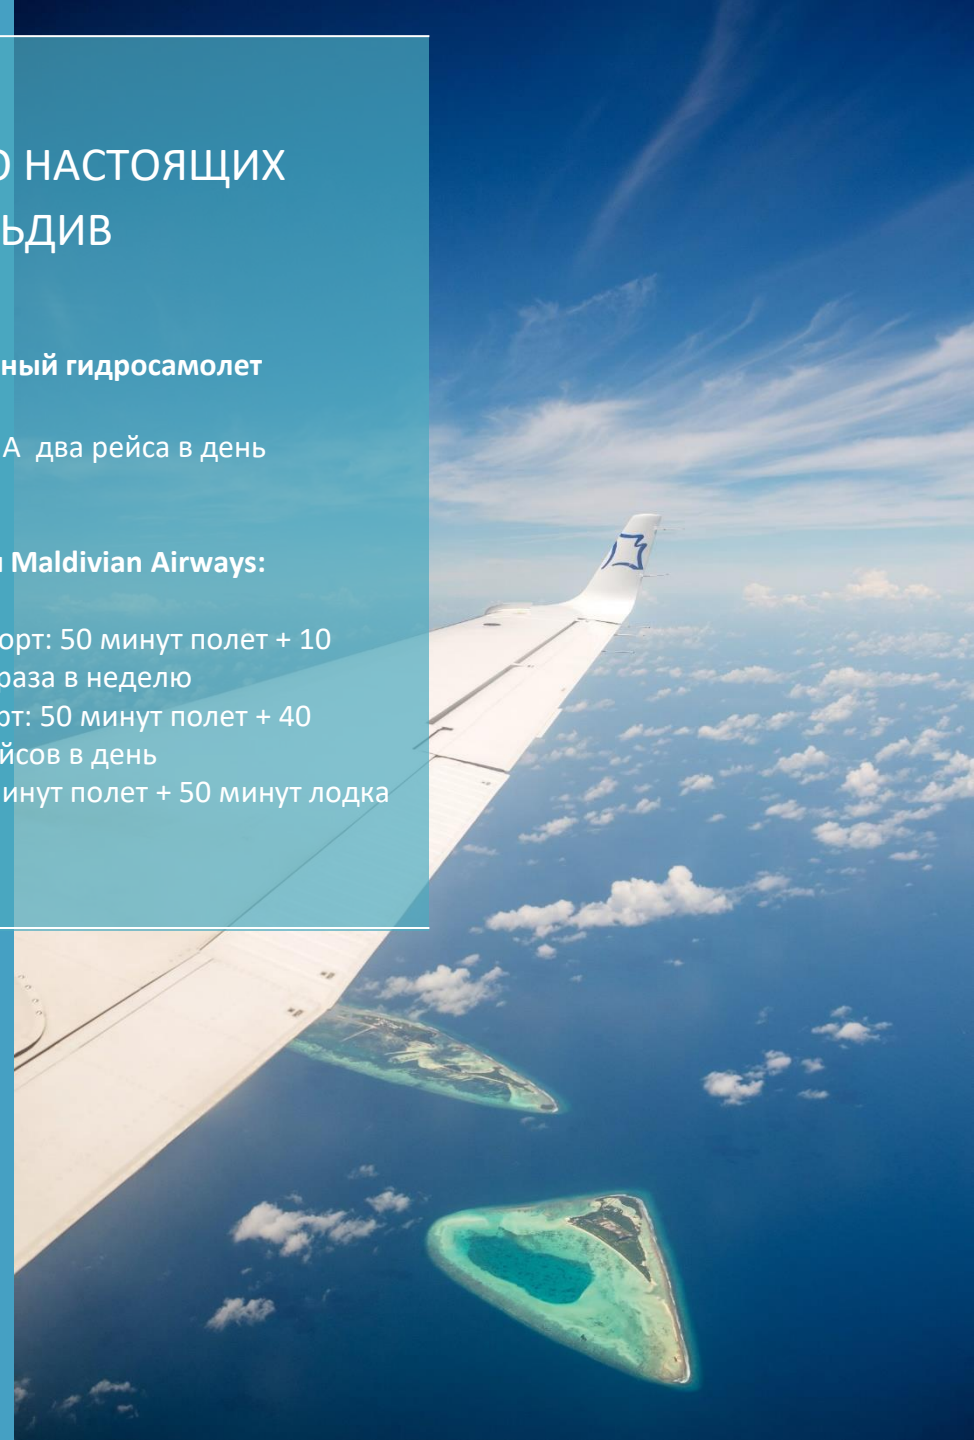 О НАСТОЯЩИХ
ЬДИВ
ный гидросамолет
А два рейса в день
Maldivian Airways:
орт: 50 минут полет + 10
раза в неделю
рт: 50 минут полет + 40
йсов в день
инут полет + 50 минут лодка